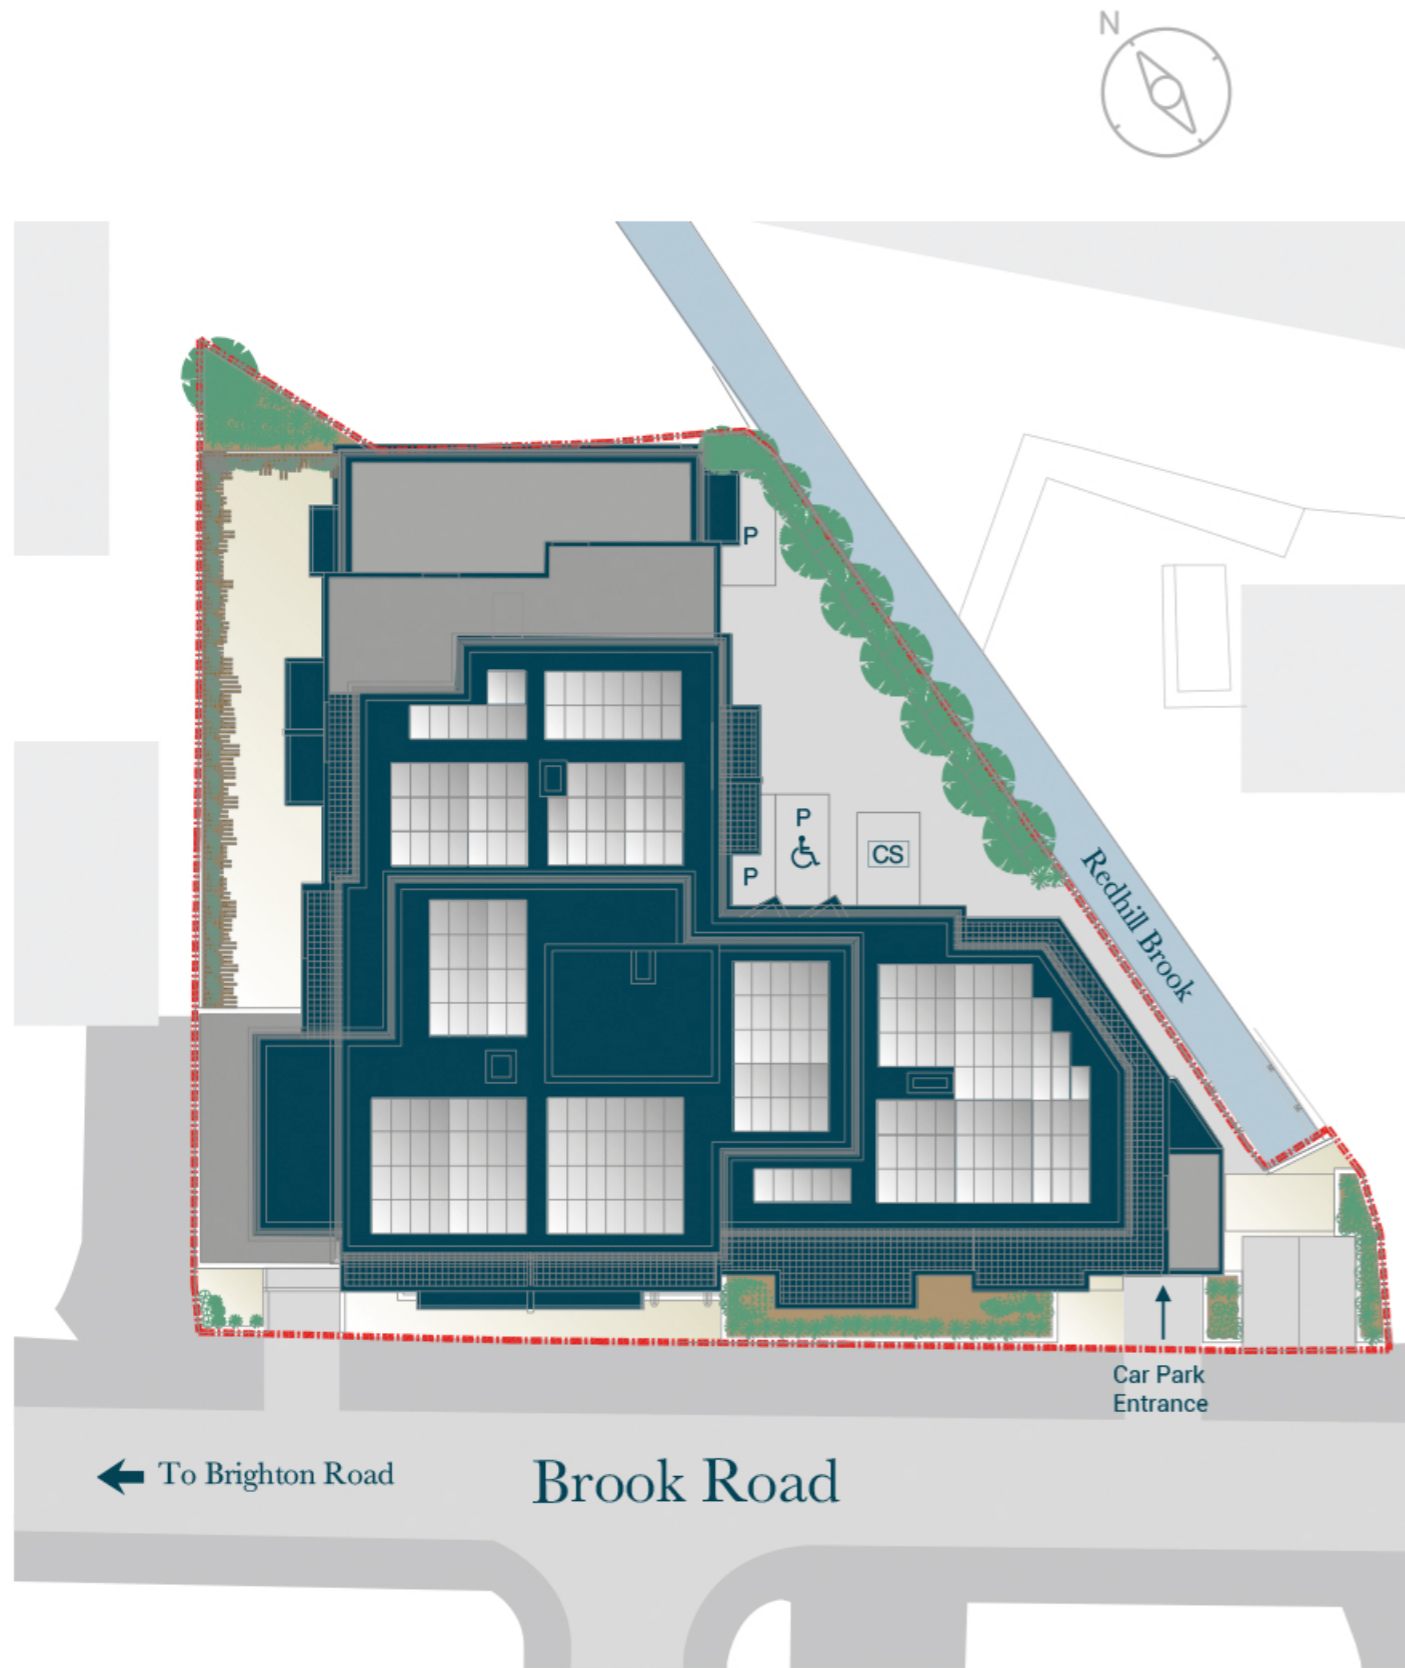 N
P
P
CS
P
Redhill Brook
Car Park
Entrance
To Brighton Road
Brook Road